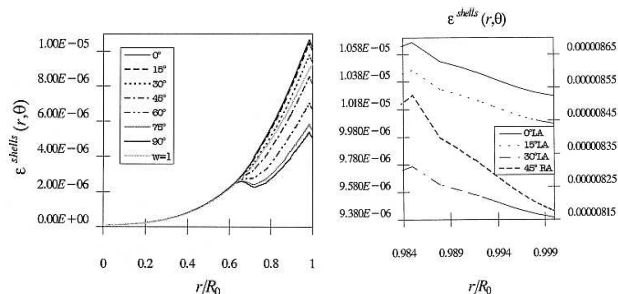 ε shells (r,θ)
1.00E-05
8.00E-06
6.00E-06
4.00E-06
2.00E-06
0.00E+00
0°
15°
30°
45°
60°
75°
90°
w=1
0 0.2 0.4 0.6 0.8 1
r/R0
ε shells (r,θ)
1.058E-05
1.038E-05
1.018E-05
9.980E-06
9.780E-06
9.580E-06
9.380E-06
0.00000865
0.00000855
0.00000845
0.00000835
0.00000825
0.00000815
0°LA
15°LA
30°LA
45° RA
0.984 0.989 0.994 0.999
r/R0